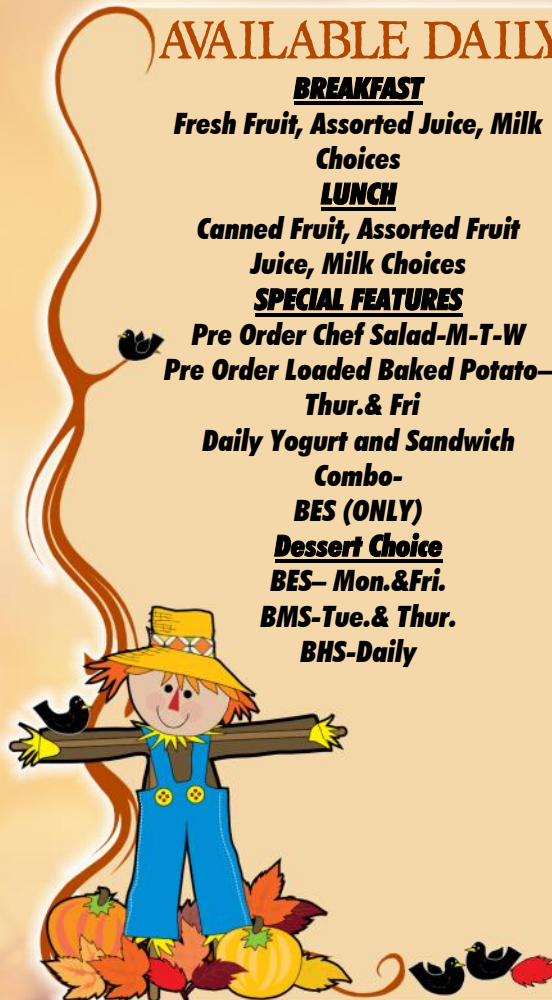 AVAILABLE DAILY
BREAKFAST
Fresh Fruit, Assorted Juice, Milk
Choices
LUNCH
Canned Fruit, Assorted Fruit
Juice, Milk Choices
SPECIAL FEATURES
Pre Order Chef Salad-M-T-W
Pre Order Loaded Baked Potato–
Thur.& Fri
Daily Yogurt and Sandwich
Combo-
BES (ONLY)
Dessert Choice
BES– Mon.&Fri.
BMS-Tue.& Thur.
BHS-Daily